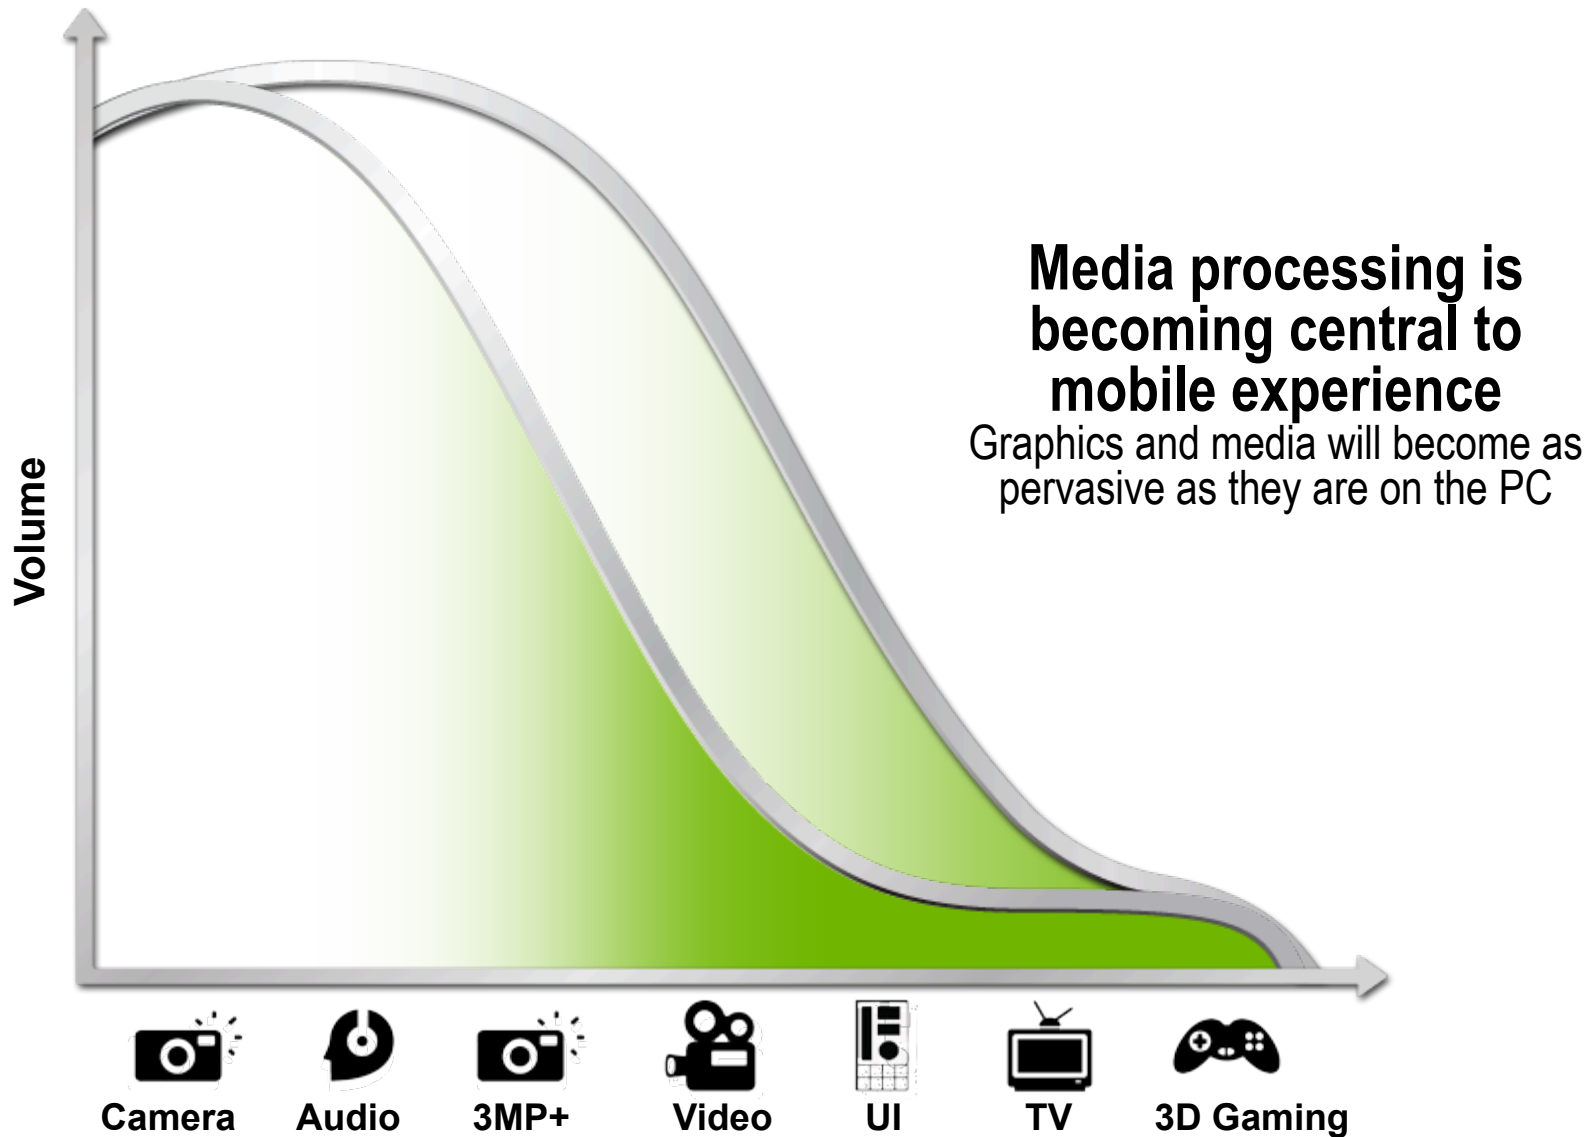 Media processing is
becoming central to
mobile experience
Graphics and media will become as
pervasive as they are on the PC
Volume
Camera
Audio
3MP+
Video
UI
TV
3D Gaming